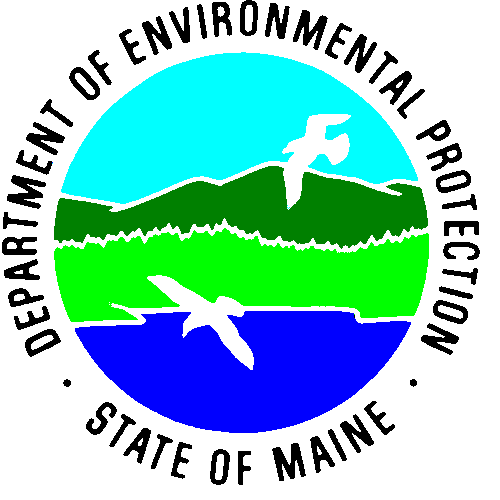 DEPARTMENT OF ENVIRONMENTAL PROTECTION
STATE OF MAINE